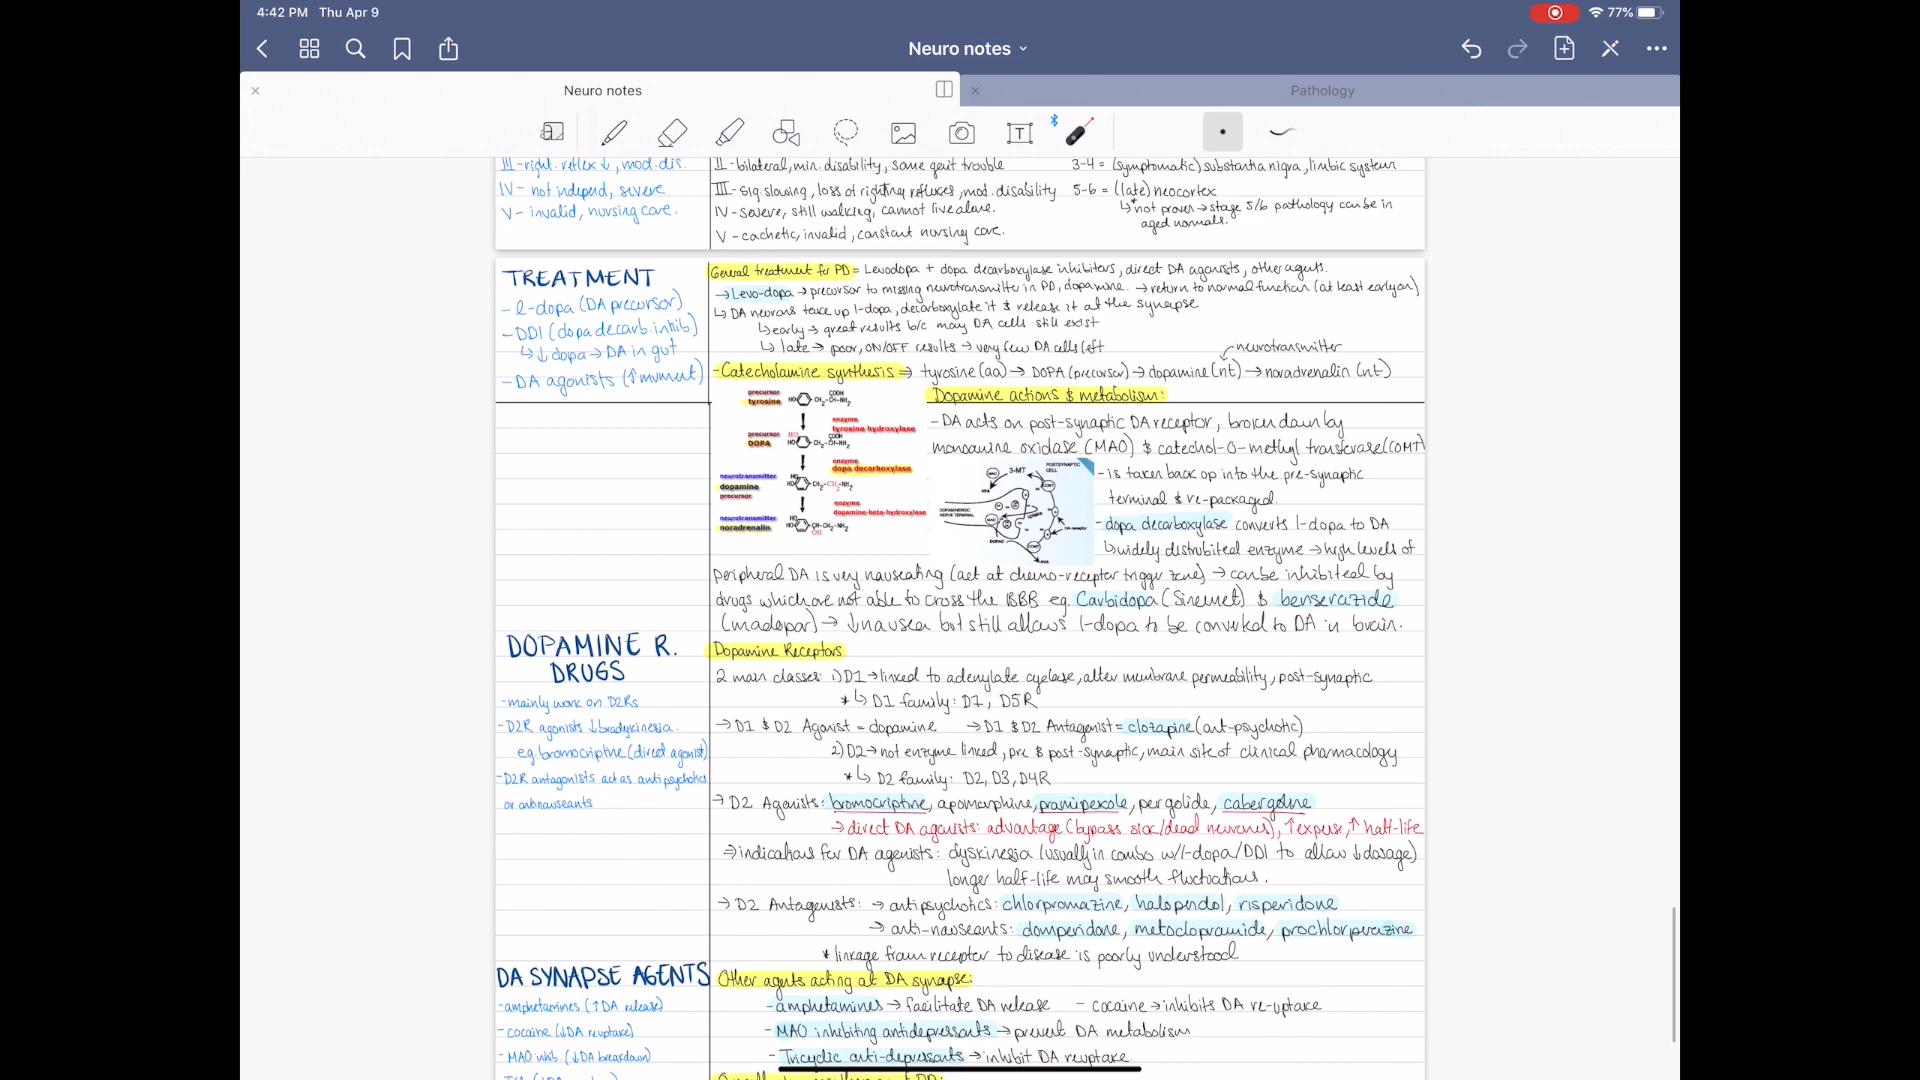 4:42 PM Thu Apr 9
77%
Neuro notes
Neuro notes
Pathology
III-right. reflex ↓, mod. dis.
IV - not independ, severe
V- invalid, nursing care.
II-bilateral, min. disability, some gait trouble
III- sig. slowing, loss of righting reflexes, mod. disability
IV-severe, still walking, cannot live alone.
V - cachetic, invalid, constant nursing care.
3-4 = (symptomatic) substantia nigra, limbic system
5-6 = (late) neocortex
↳ *not proven → stage 5/6 pathology can be in
aged normals.
TREATMENT
- l-dopa (DA precursor)
- DDI (dopa decarb. inhib)
↳ ↓ dopa → DA in gut
- DA agonists (↑ mvment)
General treatment for PD = Levodopa + dopa decarboxylase inhibitors, direct DA agonists, other agents.
→ Levo-dopa → precursor to missing neurotransmitter in PD, dopamine. → return to normal function (at least early on)
↳ DA neurons take up l-dopa, decarboxylate it & release it at the synapse
↳ early → great results b/c many DA cells still exist
↳ late → poor, ON/OFF results → very few DA cells left
neurotransmitter
- Catecholamine synthesis ⇒ tyrosine (aa) → DOPA (precursor) → dopamine (nt) → noradrenalin (nt)
precursor
tyrosine
enzyme
tyrosine hydroxylase
precursor
DOPA
enzyme
dopa decarboxylase
neurotransmitter
dopamine
precursor
enzyme
dopamine-beta-hydroxylase
neurotransmitter
noradrenalin
Dopamine actions & metabolism:
- DA acts on post-synaptic DA receptor, broken down by
monoamine oxidase (MAO) & catechol-O-methyl transferase (COMT)
3-MT
POSTSYNAPTIC
CELL
MAO
COMT
HVA
DOPAMINERGIC
NERVE TERMINAL
MAO
DOPAC
COMT
HVA
- is taken back up into the pre-synaptic
terminal & re-packaged.
- dopa decarboxylase converts l-dopa to DA
↳ widely distrubited enzyme → high levels of
peripheral DA is very nauseating (act at chemo-receptor trigger zone) → can be inhibited by
drugs which are not able to cross the BBB eg. Carbidopa (Sinemet) & benserazide
(madopar) → ↓ nausea but still allows l-dopa to be converted to DA in brain.
DOPAMINE R.
DRUGS
- mainly work on D2Rs
- D2R agonists ↓ bradykinesia.
eg. bromocriptine (direct agonist)
- D2R antagonists act as antipsychotics
or antinauseants
Dopamine Receptors
2 main classes: 1) D1 → linked to adenylate cyclase, alter membrane permeability, post-synaptic
* ↳ D1 family: D1, D5R
→ D1 & D2 Agonist = dopamine → D1 & D2 Antagonist = clozapine (anti-psychotic)
2) D2 → not enzyme linked, pre & post-synaptic, main site of clinical pharmacology
* ↳ D2 family: D2, D3, D4R
→ D2 Agonists: bromocriptine, apomorphine, pramipexole, pergolide, cabergoline
→ direct DA agonists: advantage (bypass sick/dead neurones), ↑ expense, ↑ half-life
⇒ indications for DA agonists: dyskinesia (usually in combo w/ l-dopa/DDI to allow ↓ dosage)
longer half-life may smooth fluctuations.
→ D2 Antagonists: → antipsychotics: chlorpromazine, haloperidol, risperidone
→ anti-nauseants: domperidone, metoclopramide, prochlorperazine
* linkage from receptor to disease is poorly understood
DA SYNAPSE AGENTS
- amphetamines (↑ DA release)
- cocaine (↓ DA reuptake)
- MAO inhib. (↓ DA breakdown)
Other agents acting at DA synapse:
- amphetamines → facilitate DA release - cocaine → inhibits DA re-uptake
- MAO inhibiting antidepressants → prevent DA metabolism
- Tricyclic anti-depressants → inhibit DA reuptake.